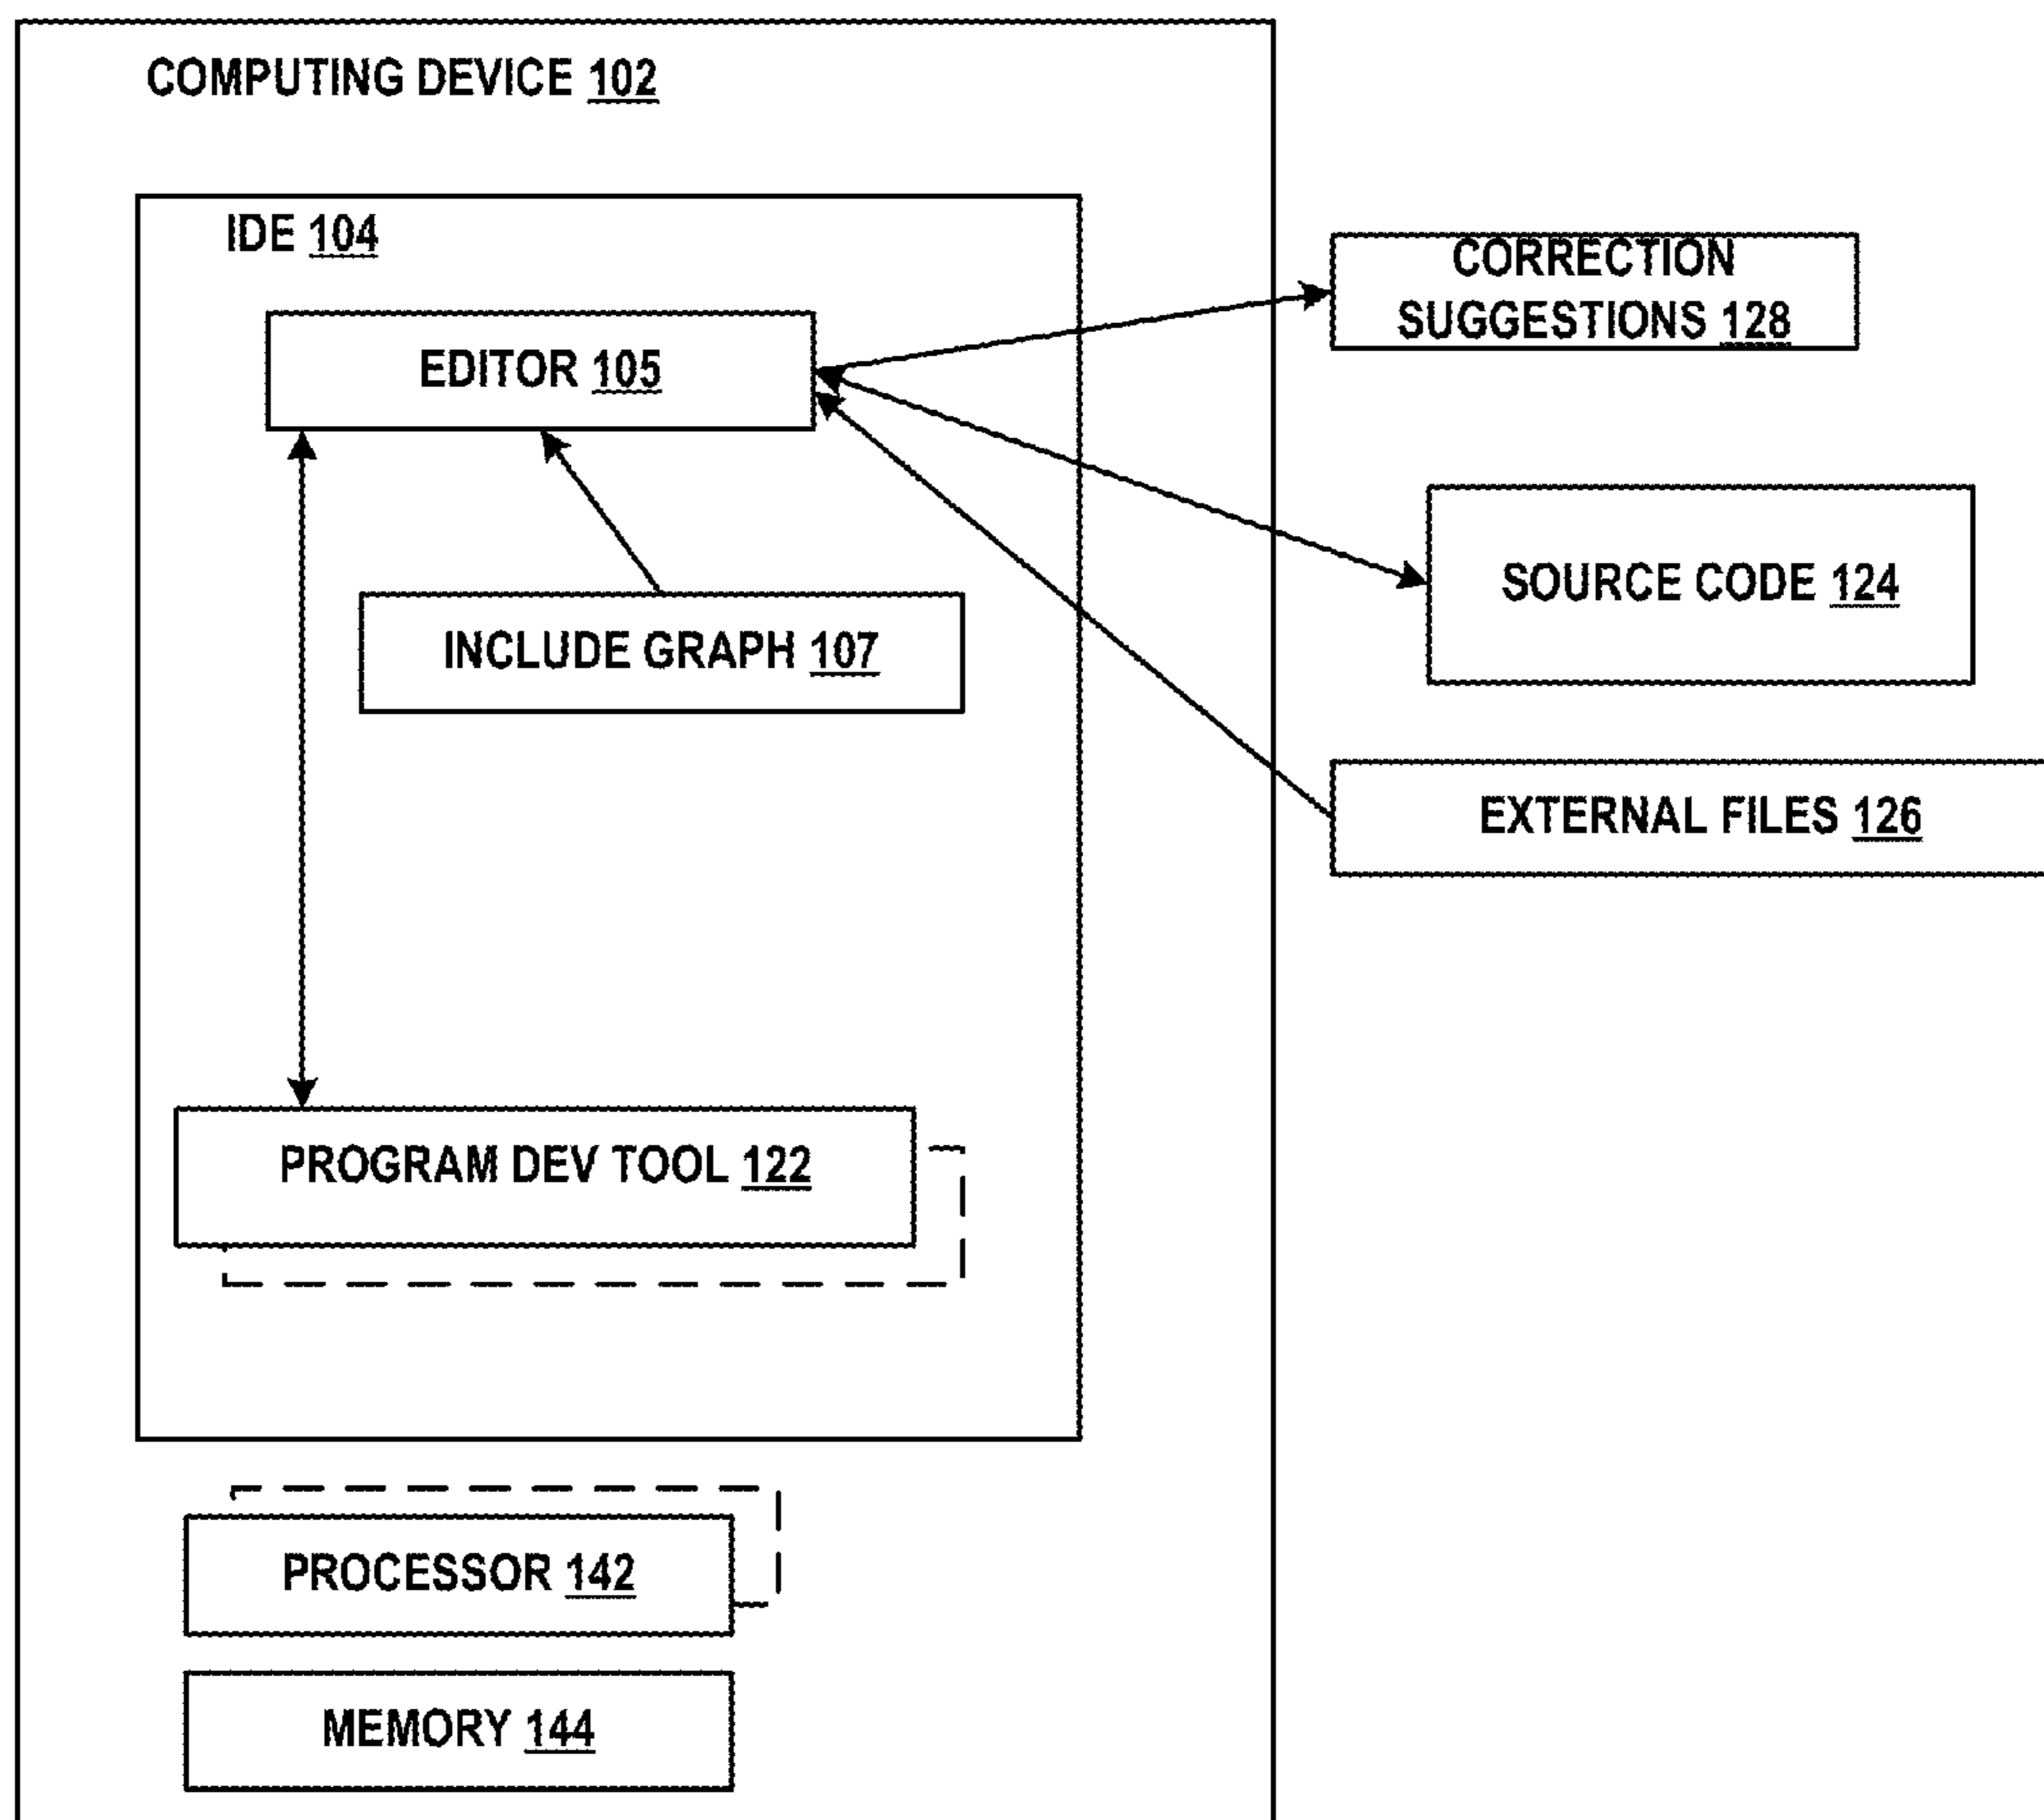 COMPUTING DEVICE 102
IDE 104
EDITOR 105
INCLUDE GRAPH 107
PROGRAM DEV TOOL 122
PROCESSOR 142
MEMORY 144
CORRECTION
SUGGESTIONS 128
SOURCE CODE 124
EXTERNAL FILES 126